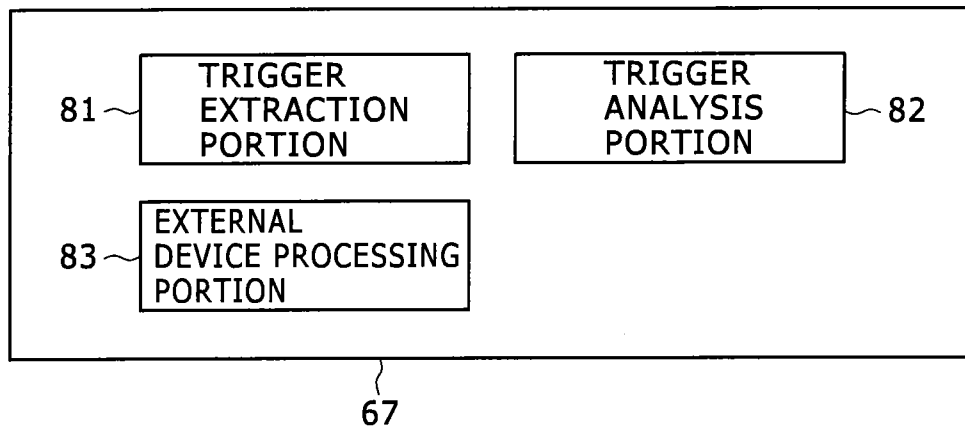 81
TRIGGER
EXTRACTION
PORTION
TRIGGER
ANALYSIS
PORTION
82
83
EXTERNAL
DEVICE PROCESSING
PORTION
67